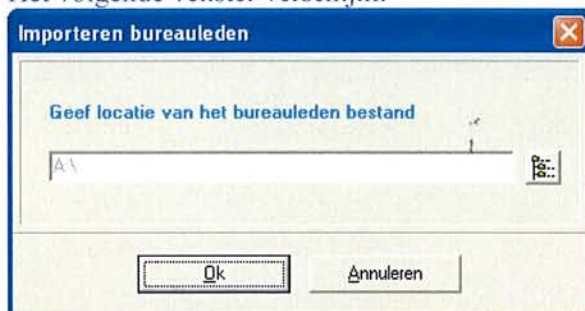 Het volgende venster verschijnt:
Importeren bureauleden
Geef locatie van het bureauleden bestand
A:\
Ok
Annuleren